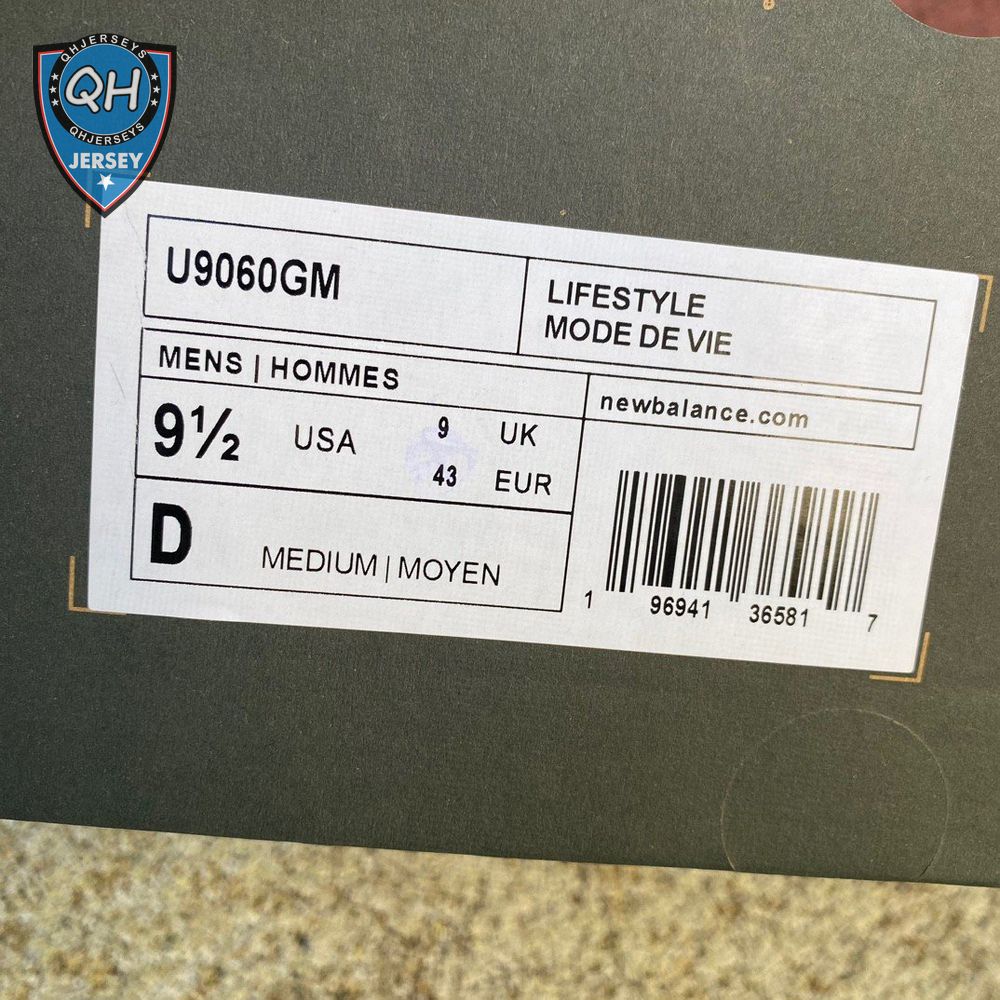 QHJERSEYS
QH
QHJERSEYS
JERSEY
U9060GM
LIFESTYLE
MODE DE VIE
MENS | HOMMES
newbalance.com
9½ USA 9 UK
43 EUR
D MEDIUM | MOYEN
1 96941 36581 7